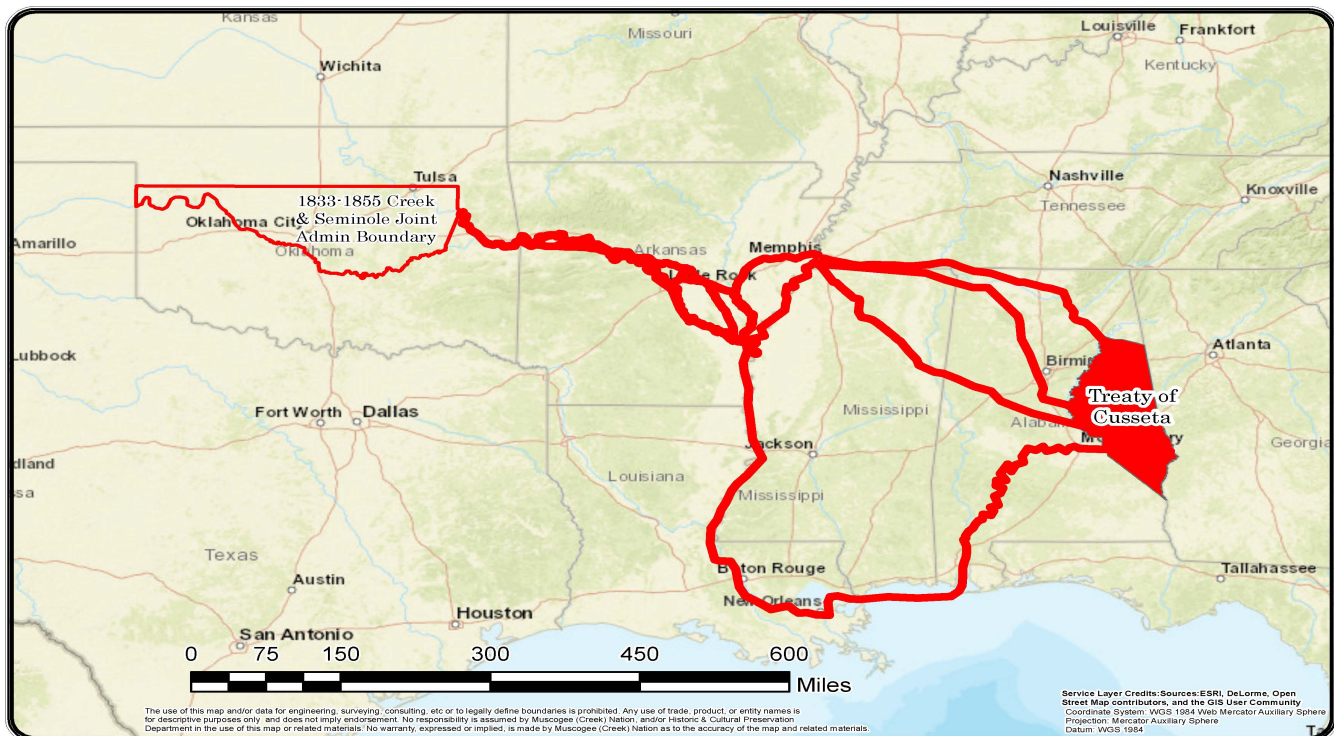 Kansas
Missouri
Louisville
Frankfort
Kentucky
Wichita
Nashville
Tennessee
Knoxville
Tulsa
1833-1855 Creek
& Seminole Joint
Admin Boundary
Oklahoma City
Oklahoma
Amarillo
Arkansas
Memphis
Little Rock
Lubbock
Atlanta
Treaty of
Cusseta
Fort Worth
Dallas
Mississippi
Georgia
Jackson
dland
Louisiana
sa
Mississippi
Texas
Baton Rouge
Tallahassee
Austin
New Orleans
Houston
San Antonio
0 75 150 300 450 600
Miles
The use of this map and/or data for engineering, surveying, consulting, etc or to legally define boundaries is prohibited. Any use of trade, product, or entity names is
for descriptive purposes only and does not imply endorsement. No responsibility is assumed by Muscogee (Creek) Nation, and/or Historic & Cultural Preservation
Department in the use of this map or related materials. No warranty, expressed or implied, is made by Muscogee (Creek) Nation as to the accuracy of the map and related materials.
Service Layer Credits:Sources:ESRI, DeLorme, Open
Street Map contributors, and the GIS User Community
Coordinate System: WGS 1984 Web Mercator Auxiliary Sphere
Projection: Mercator Auxiliary Sphere
Datum: WGS 1984